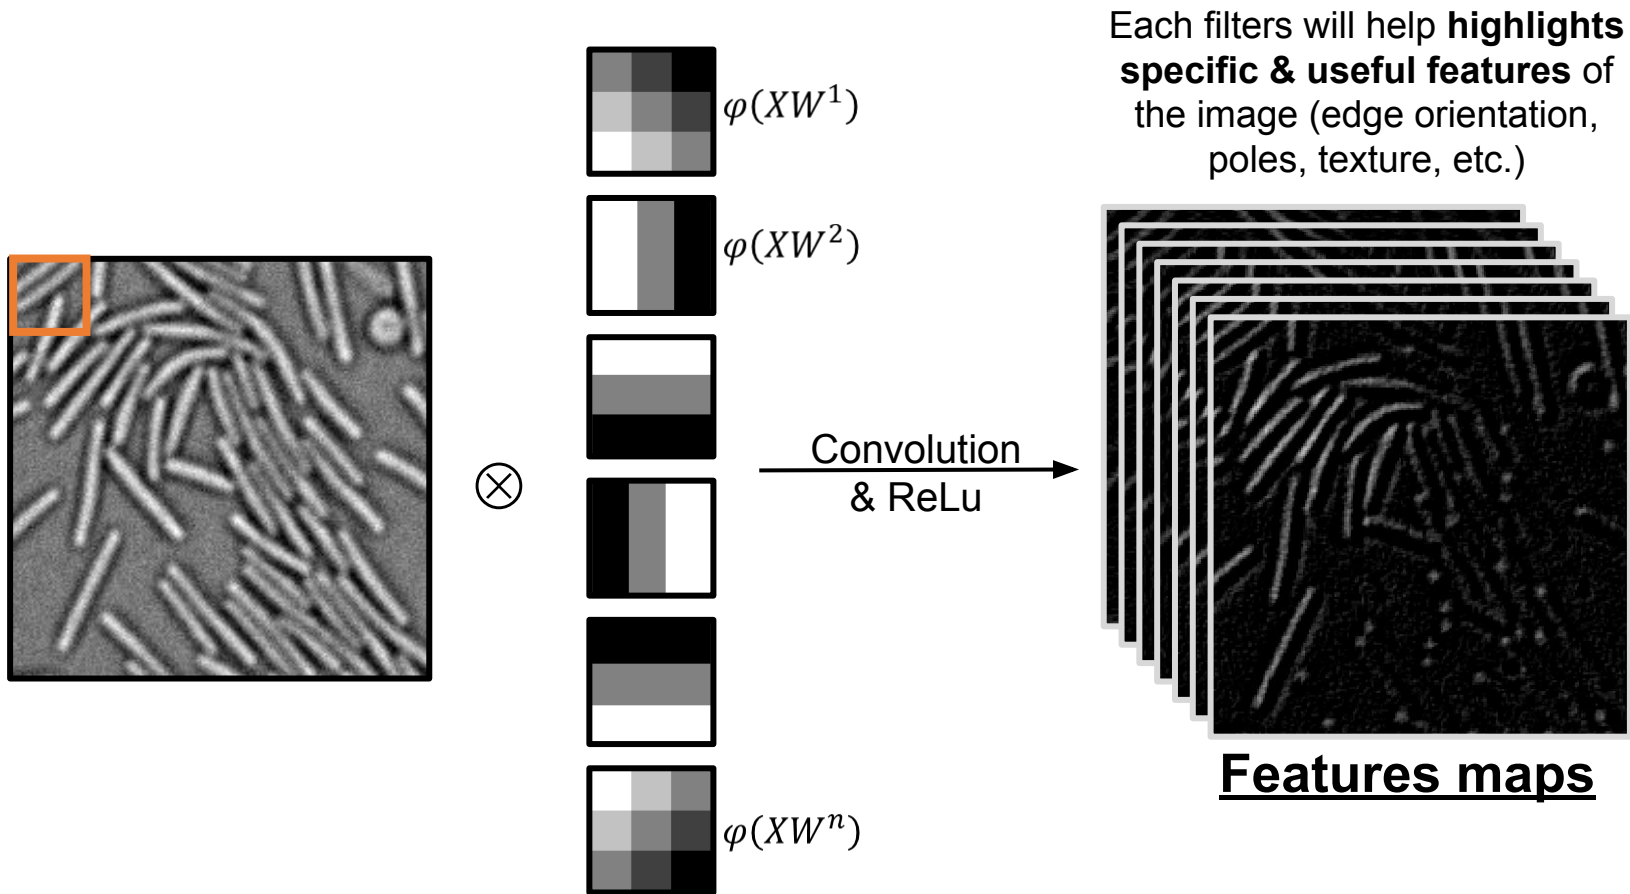 Each filters will help highlights
specific & useful features of
the image (edge orientation,
poles, texture, etc.)
φ(XW¹)
φ(XW²)
φ(XWⁿ)
Convolution
& ReLu
Features maps